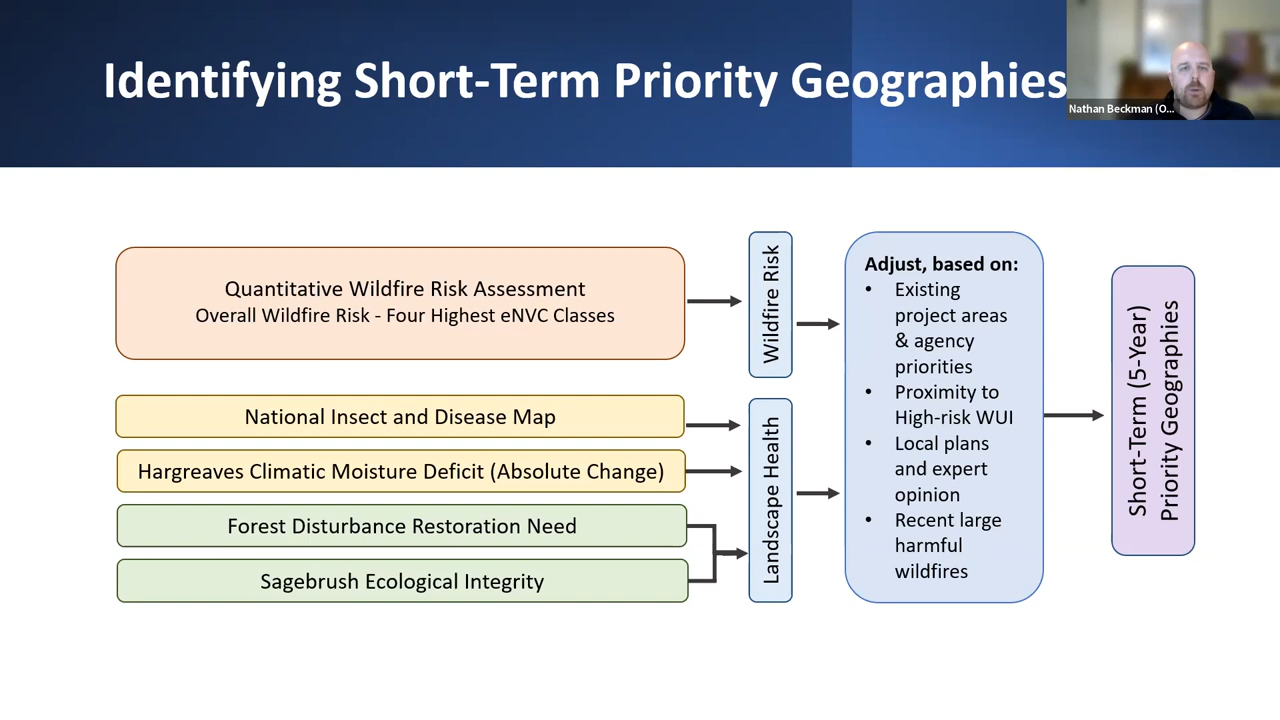 Identifying Short-Term Priority Geographies
Nathan Beckman (O...
Quantitative Wildfire Risk Assessment
Overall Wildfire Risk - Four Highest eNVC Classes
National Insect and Disease Map
Hargreaves Climatic Moisture Deficit (Absolute Change)
Forest Disturbance Restoration Need
Sagebrush Ecological Integrity
Wildfire Risk
Landscape Health
Adjust, based on:
• Existing
project areas
& agency
priorities
• Proximity to
High-risk WUI
• Local plans
and expert
opinion
• Recent large
harmful
wildfires
Short-Term (5-Year)
Priority Geographies